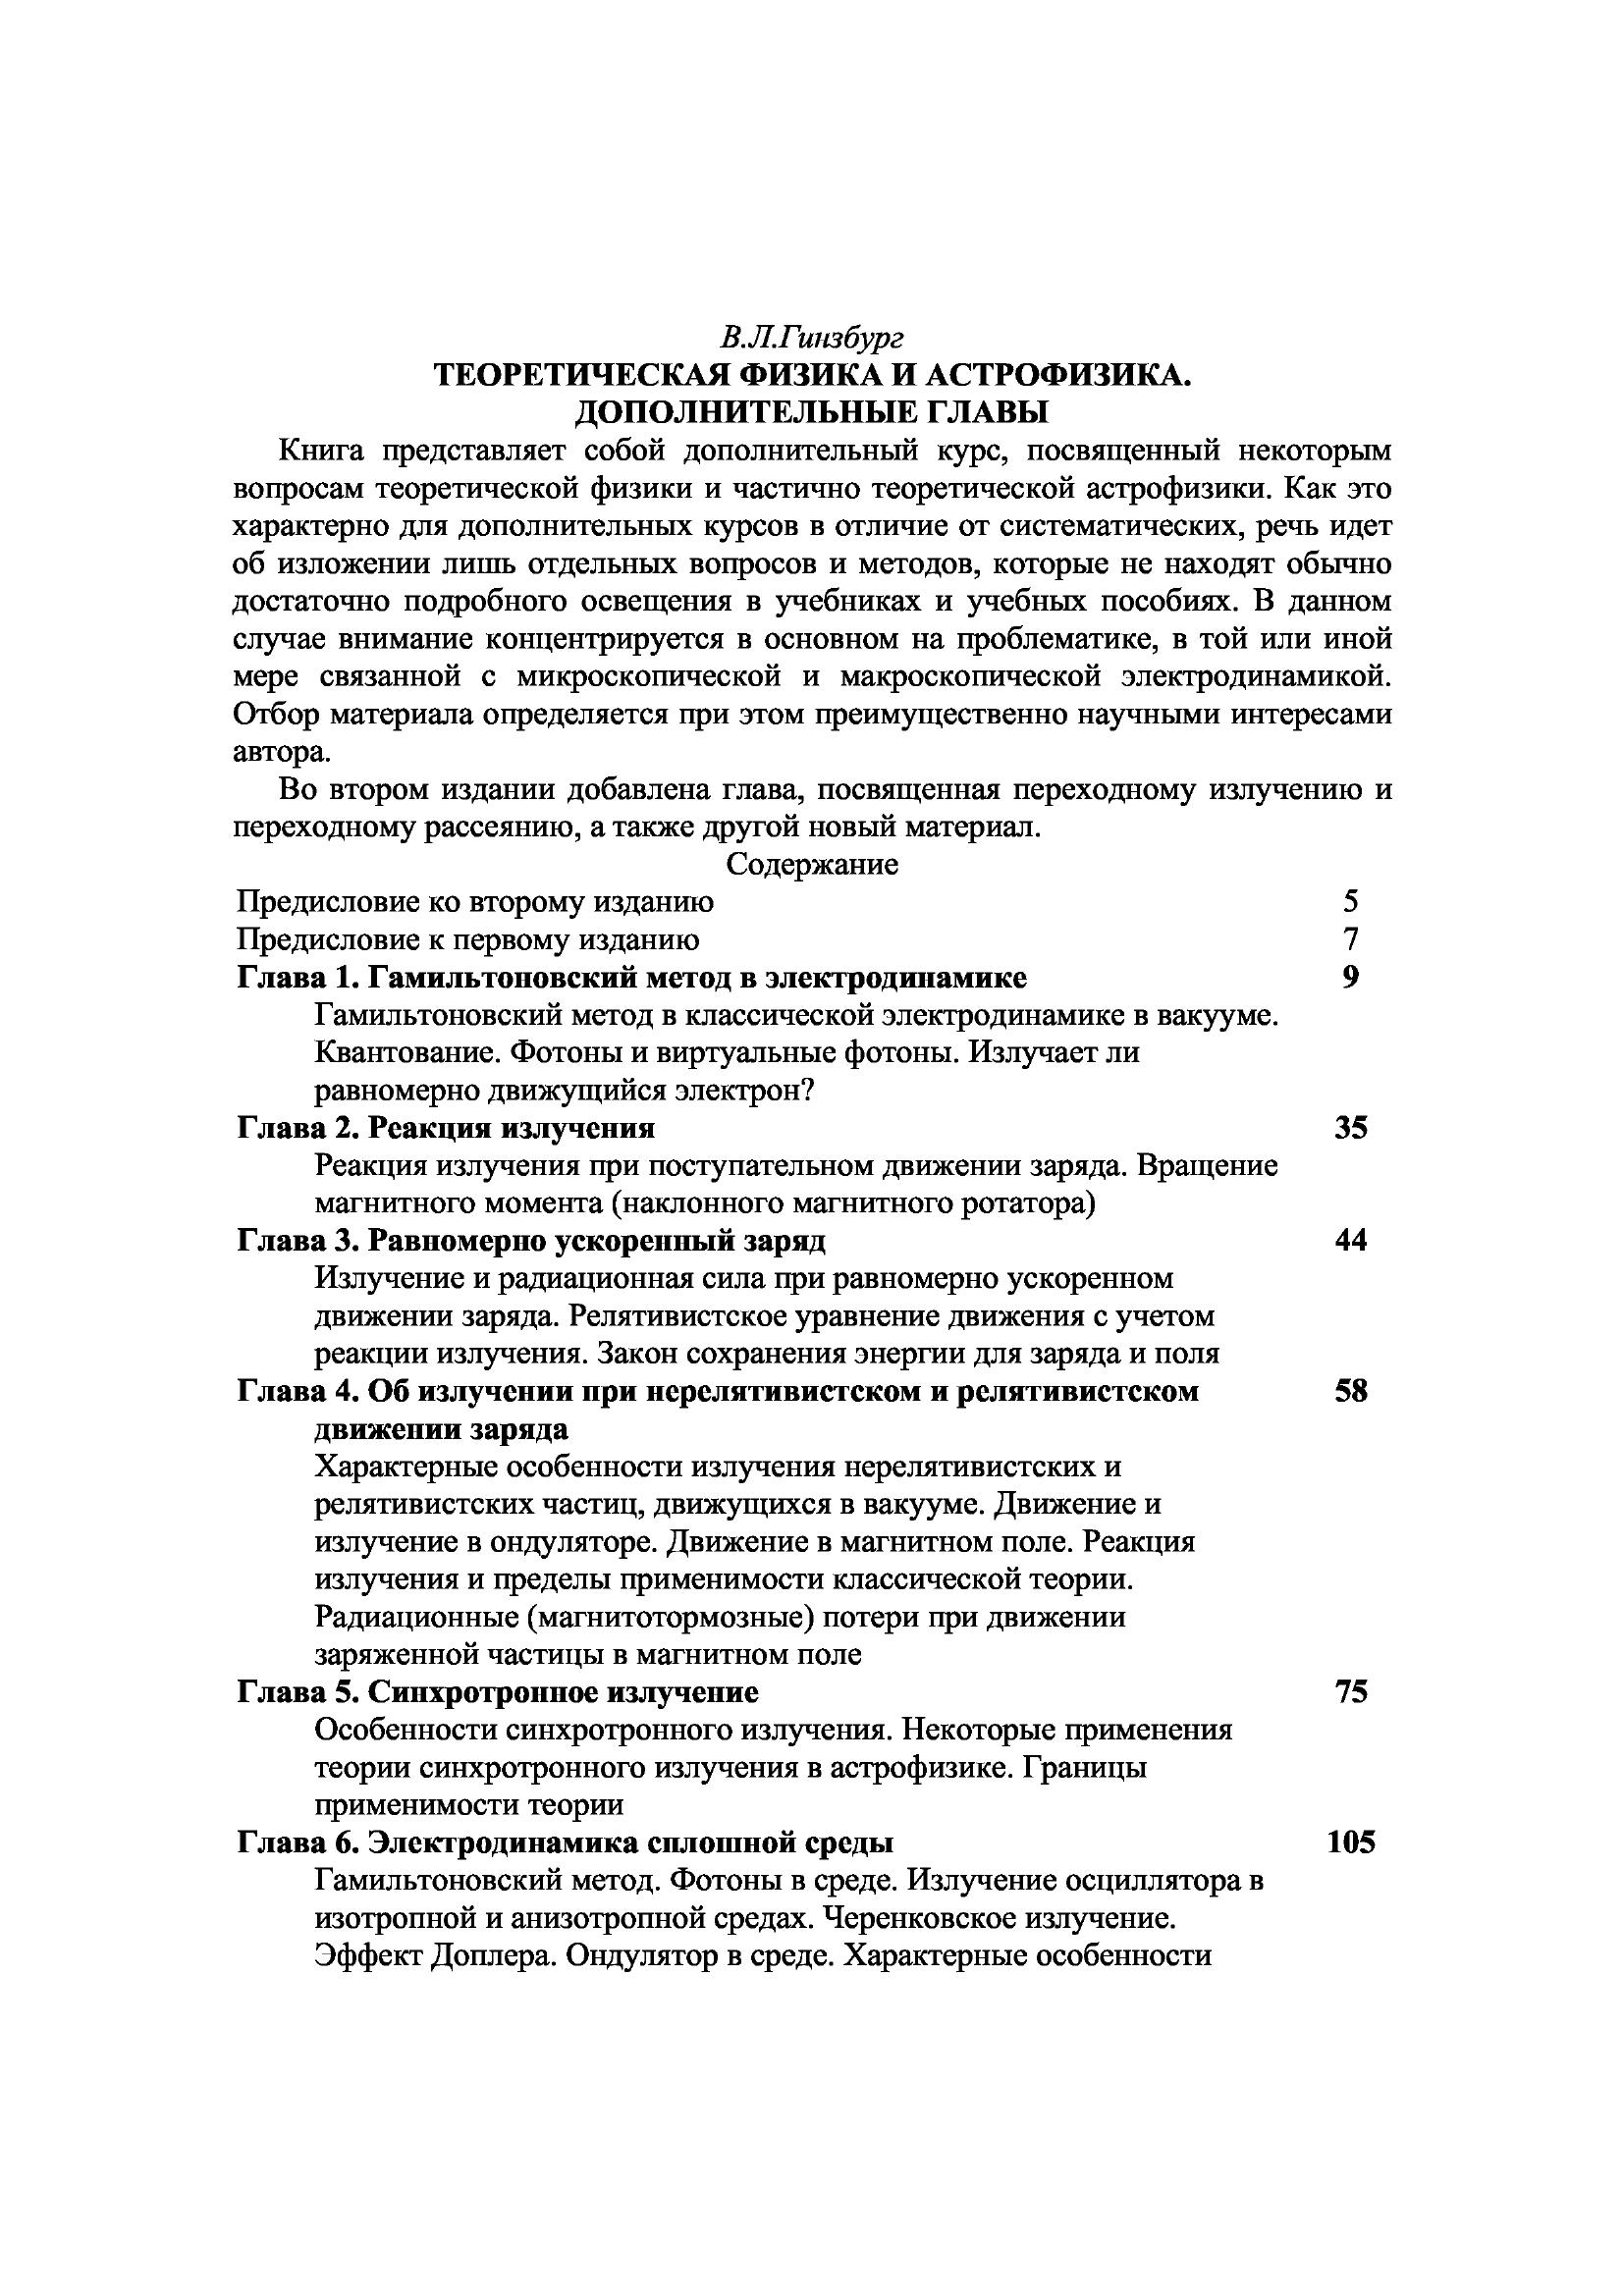 В.Л.Гинзбург
ТЕОРЕТИЧЕСКАЯ ФИЗИКА И АСТРОФИЗИКА.
ДОПОЛНИТЕЛЬНЫЕ ГЛАВЫ
Книга представляет собой дополнительный курс, посвященный некоторым
вопросам теоретической физики и частично теоретической астрофизики. Как это
характерно для дополнительных курсов в отличие от систематических, речь идет
об изложении лишь отдельных вопросов и методов, которые не находят обычно
достаточно подробного освещения в учебниках и учебных пособиях. В данном
случае внимание концентрируется в основном на проблематике, в той или иной
мере связанной с микроскопической и макроскопической электродинамикой.
Отбор материала определяется при этом преимущественно научными интересами
автора.
Во втором издании добавлена глава, посвященная переходному излучению и
переходному рассеянию, а также другой новый материал.
Содержание
Предисловие ко второму изданию 5
Предисловие к первому изданию 7
Глава 1. Гамильтоновский метод в электродинамике 9
Гамильтоновский метод в классической электродинамике в вакууме.
Квантование. Фотоны и виртуальные фотоны. Излучает ли
равномерно движущийся электрон?
Глава 2. Реакция излучения 35
Реакция излучения при поступательном движении заряда. Вращение
магнитного момента (наклонного магнитного ротатора)
Глава 3. Равномерно ускоренный заряд 44
Излучение и радиационная сила при равномерно ускоренном
движении заряда. Релятивистское уравнение движения с учетом
реакции излучения. Закон сохранения энергии для заряда и поля
Глава 4. Об излучении при нерелятивистском и релятивистском 58
движении заряда
Характерные особенности излучения нерелятивистских и
релятивистских частиц, движущихся в вакууме. Движение и
излучение в ондуляторе. Движение в магнитном поле. Реакция
излучения и пределы применимости классической теории.
Радиационные (магнитотормозные) потери при движении
заряженной частицы в магнитном поле
Глава 5. Синхротронное излучение 75
Особенности синхротронного излучения. Некоторые применения
теории синхротронного излучения в астрофизике. Границы
применимости теории
Глава 6. Электродинамика сплошной среды 105
Гамильтоновский метод. Фотоны в среде. Излучение осциллятора в
изотропной и анизотропной средах. Черенковское излучение.
Эффект Доплера. Ондулятор в среде. Характерные особенности